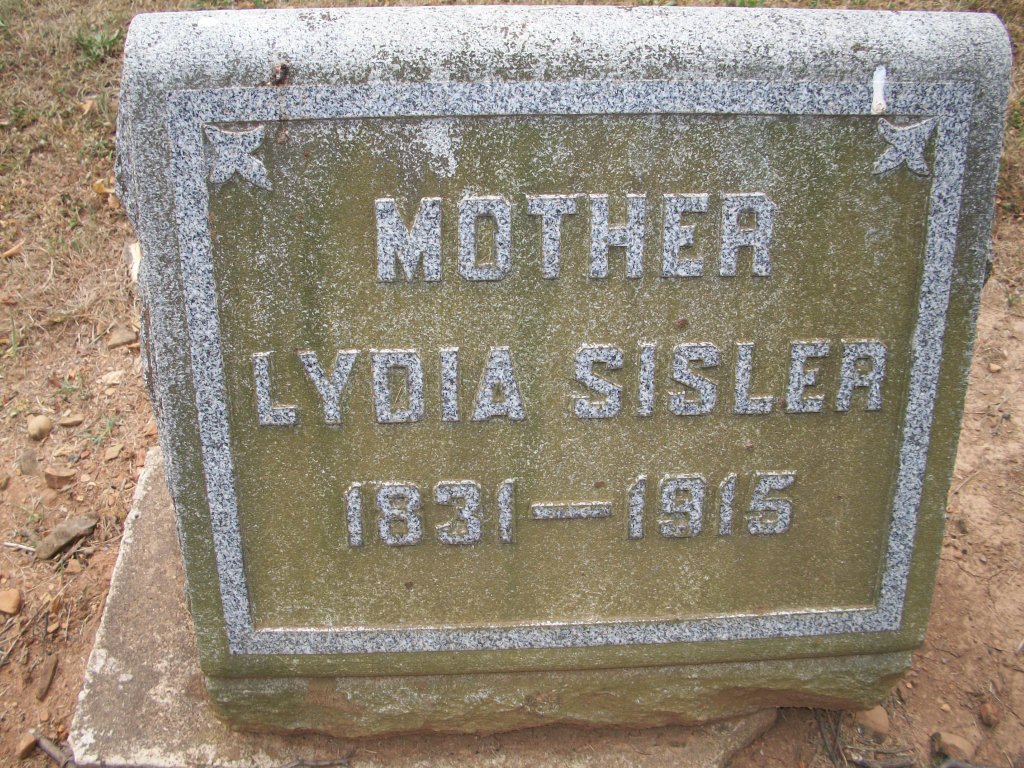 MOTHER
LYDIA SISLER
1831—1915